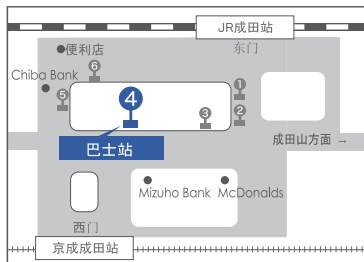 JR成田站
东门
便利店
Chiba Bank
⑥
①
⑤
④
③
②
巴士站
成田山方面 →
Mizuho Bank
McDonalds
西门
京成成田站